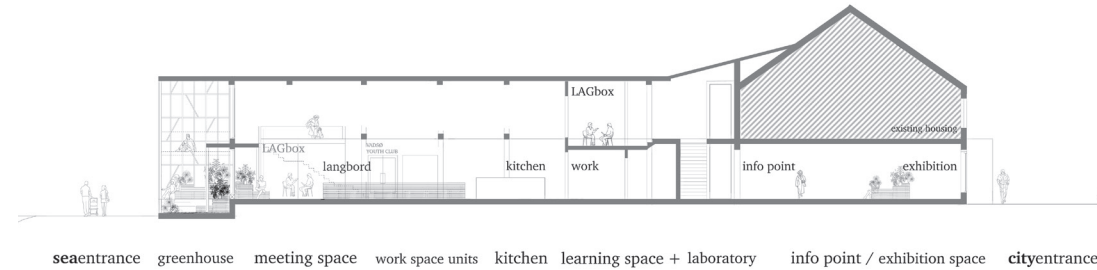 LAGbox
existing housing
LAGbox
YOUTH CLUB
langbord
kitchen
work
info point
exhibition
seaentrance greenhouse meeting space work space units kitchen learning space + laboratory info point / exhibition space cityentrance